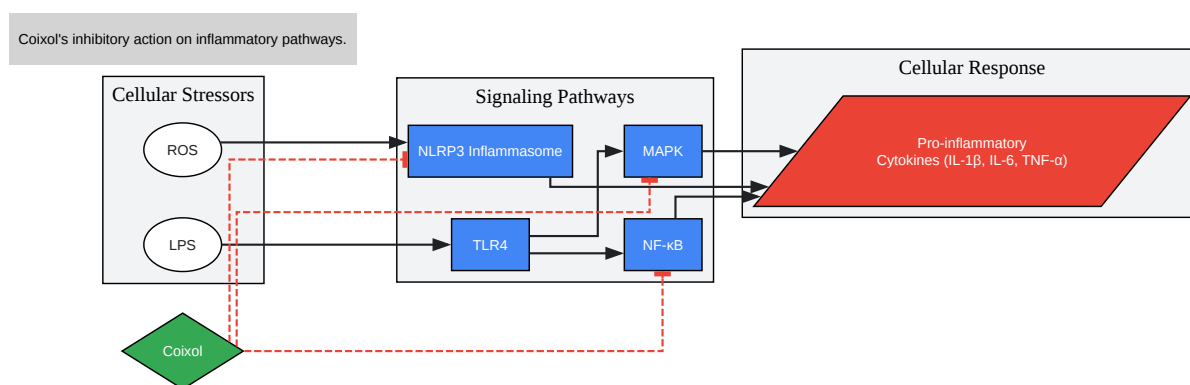 Coixol's inhibitory action on inflammatory pathways.
Cellular Stressors
ROS
LPS
Coixol
Signaling Pathways
NLRP3 Inflammasome
MAPK
TLR4
NF-κB
Cellular Response
Pro-inflammatory
Cytokines (IL-1β, IL-6, TNF-α)